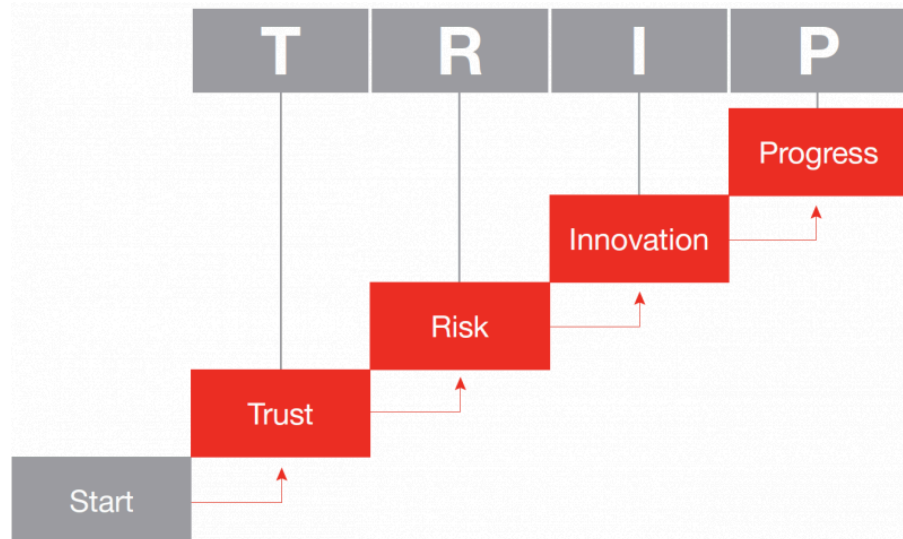 T R I P
Progress
Innovation
Risk
Trust
Start